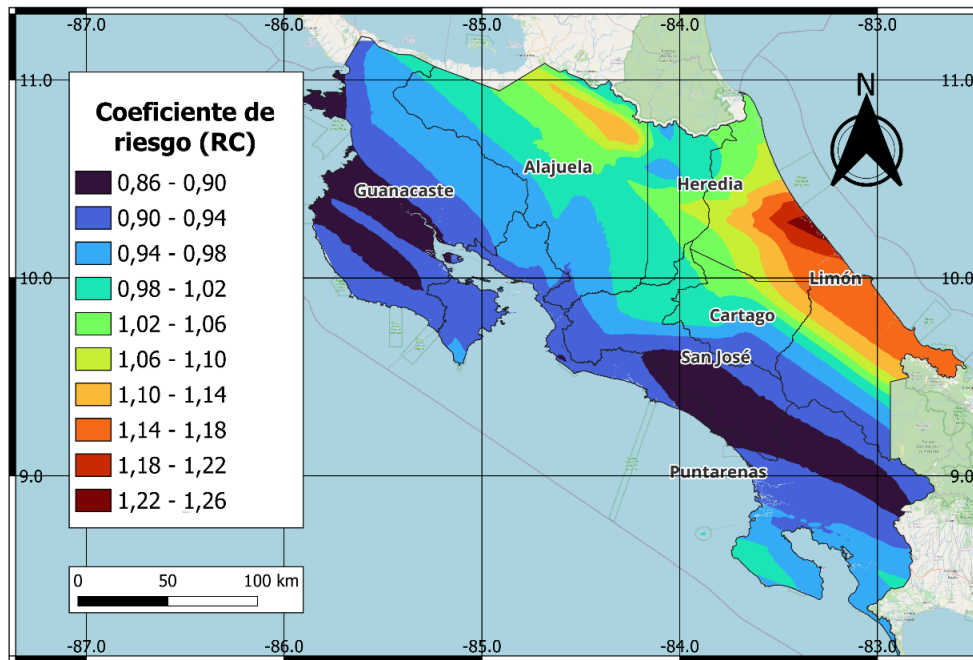 -87.0 -86.0 -85.0 -84.0 -83.0
11.0 11.0
N
Coeficiente de
riesgo (RC)
0,86 - 0,90
0,90 - 0,94
0,94 - 0,98
0,98 - 1,02
1,02 - 1,06
1,06 - 1,10
1,10 - 1,14
1,14 - 1,18
1,18 - 1,22
1,22 - 1,26
Alajuela
Guanacaste
Heredia
10.0
Limón
Cartago
San José
Puntarenas
9.0 9.0
0 50 100 km
-87.0 -86.0 -85.0 -84.0 -83.0